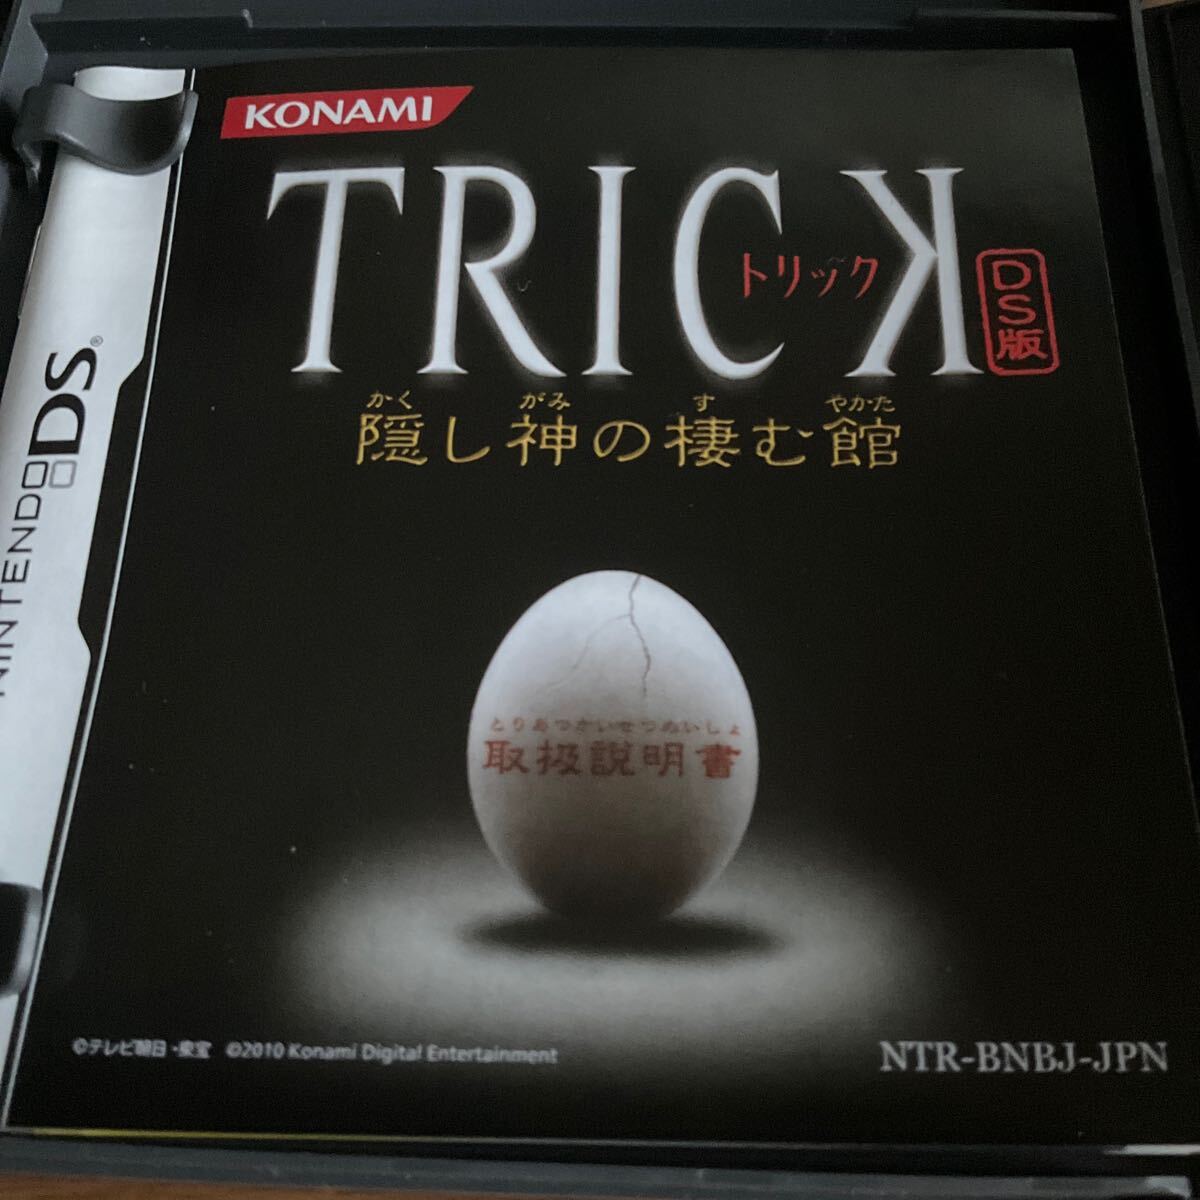 KONAMI
TRICK
トリック
DS版
かく がみ す やかた
隠し神の棲む館
NINTENDO DS®
とりあつかいせつめいしょ
取扱説明書
©テレビ朝日・東宝 ©2010 Konami Digital Entertainment
NTR-BNBJ-JPN